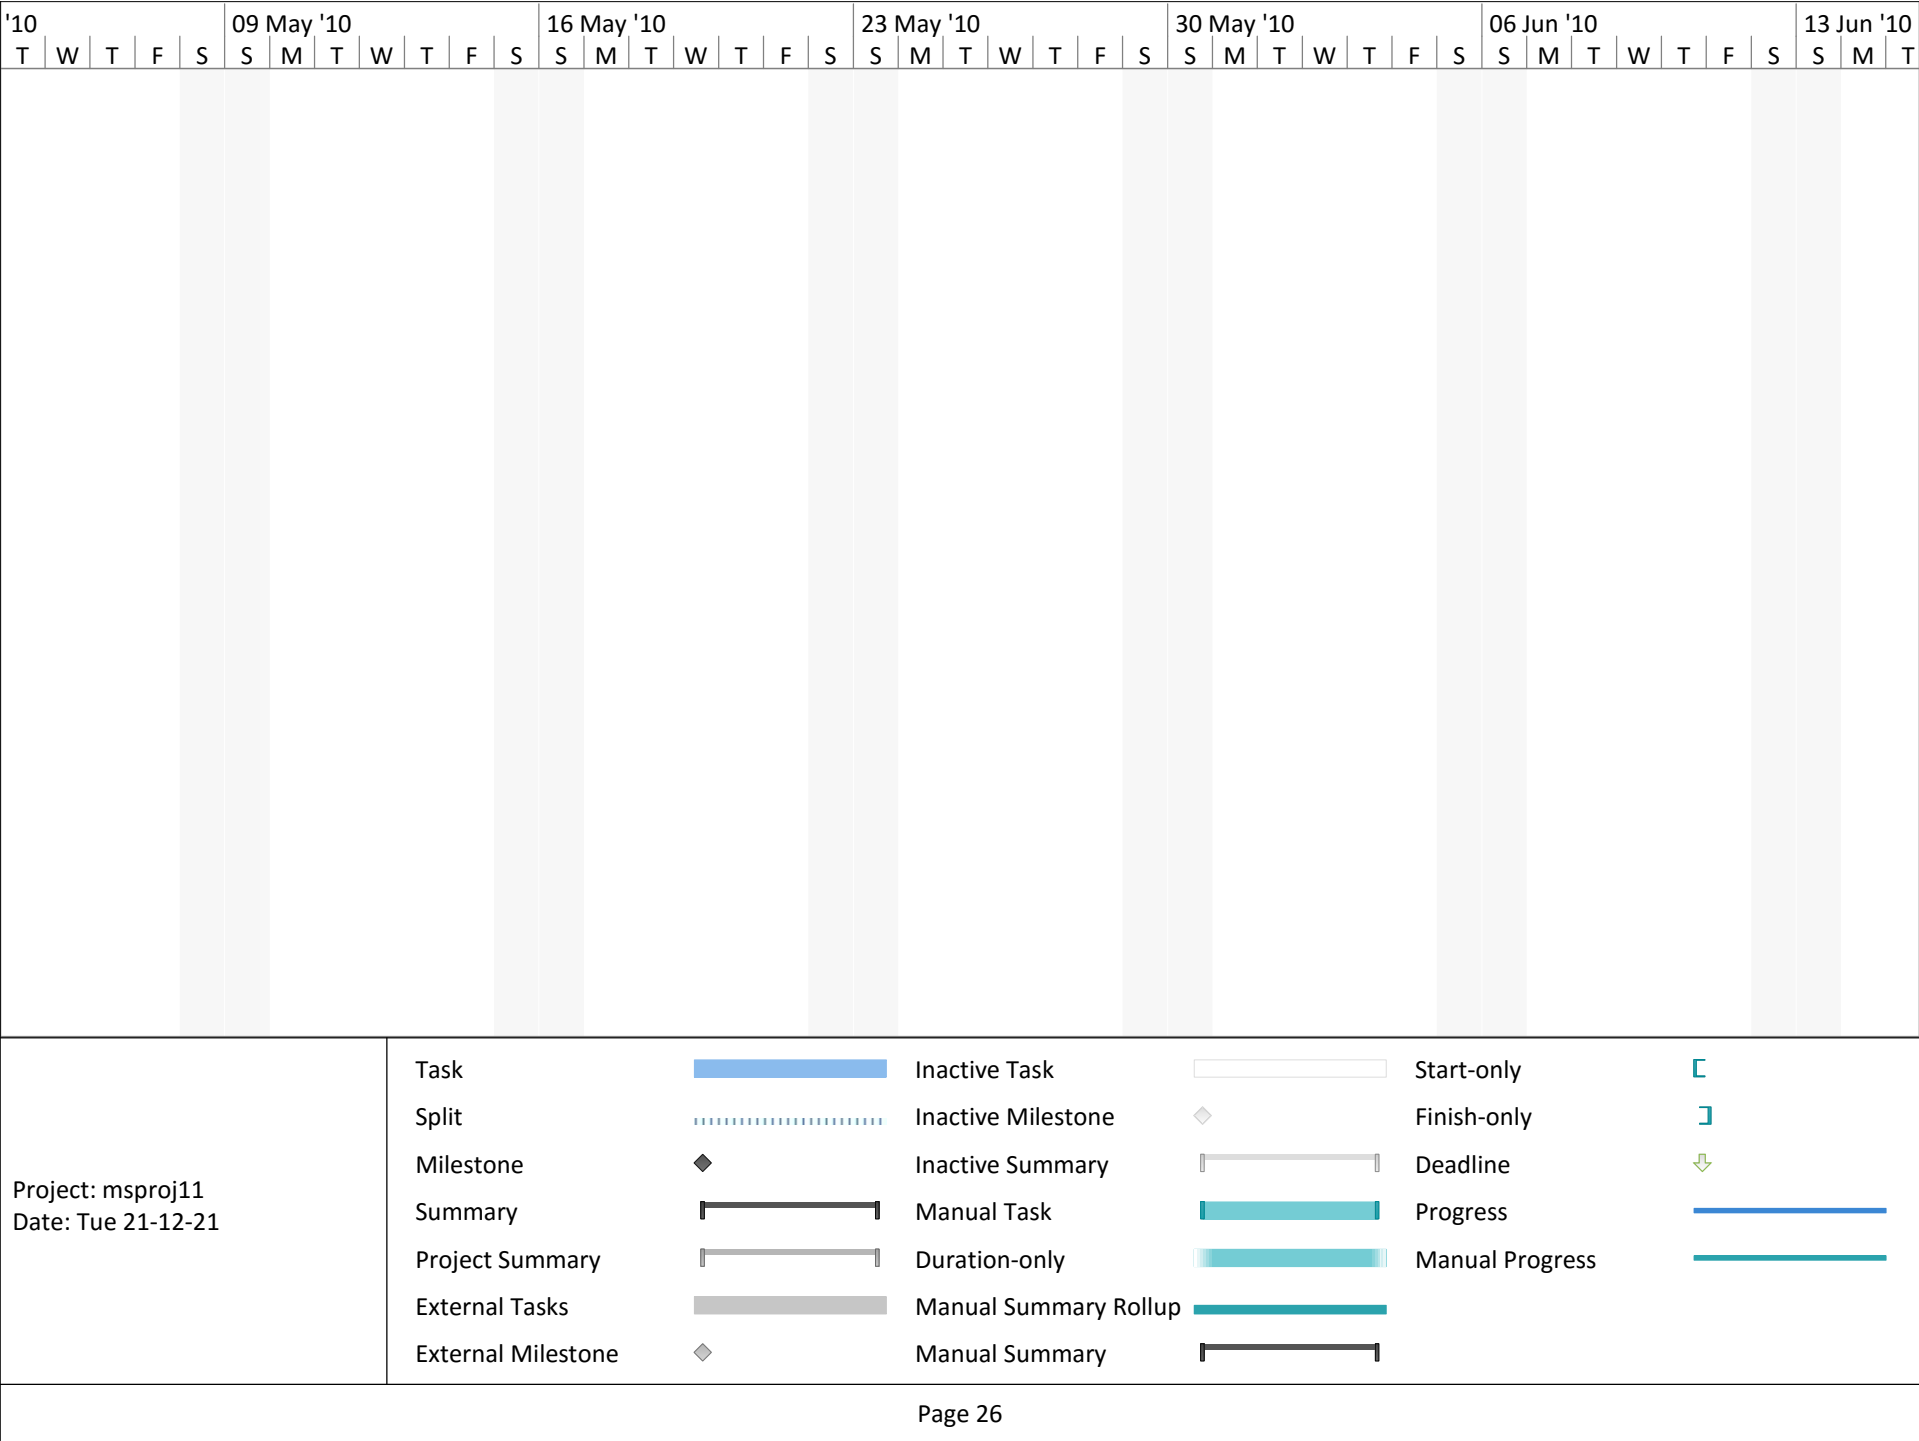 '10 09 May '10 16 May '10 23 May '10 30 May '10 06 Jun '10 13 Jun '10
T W T F S S M T W T F S S M T W T F S S M T W T F S S M T W T F S S M T W T F S S M T
Task Inactive Task Start-only
Split Inactive Milestone Finish-only
Milestone Inactive Summary Deadline
Project: msproj11
Date: Tue 21-12-21
Summary Manual Task Progress
Project Summary Duration-only Manual Progress
External Tasks Manual Summary Rollup
External Milestone Manual Summary
Page 26